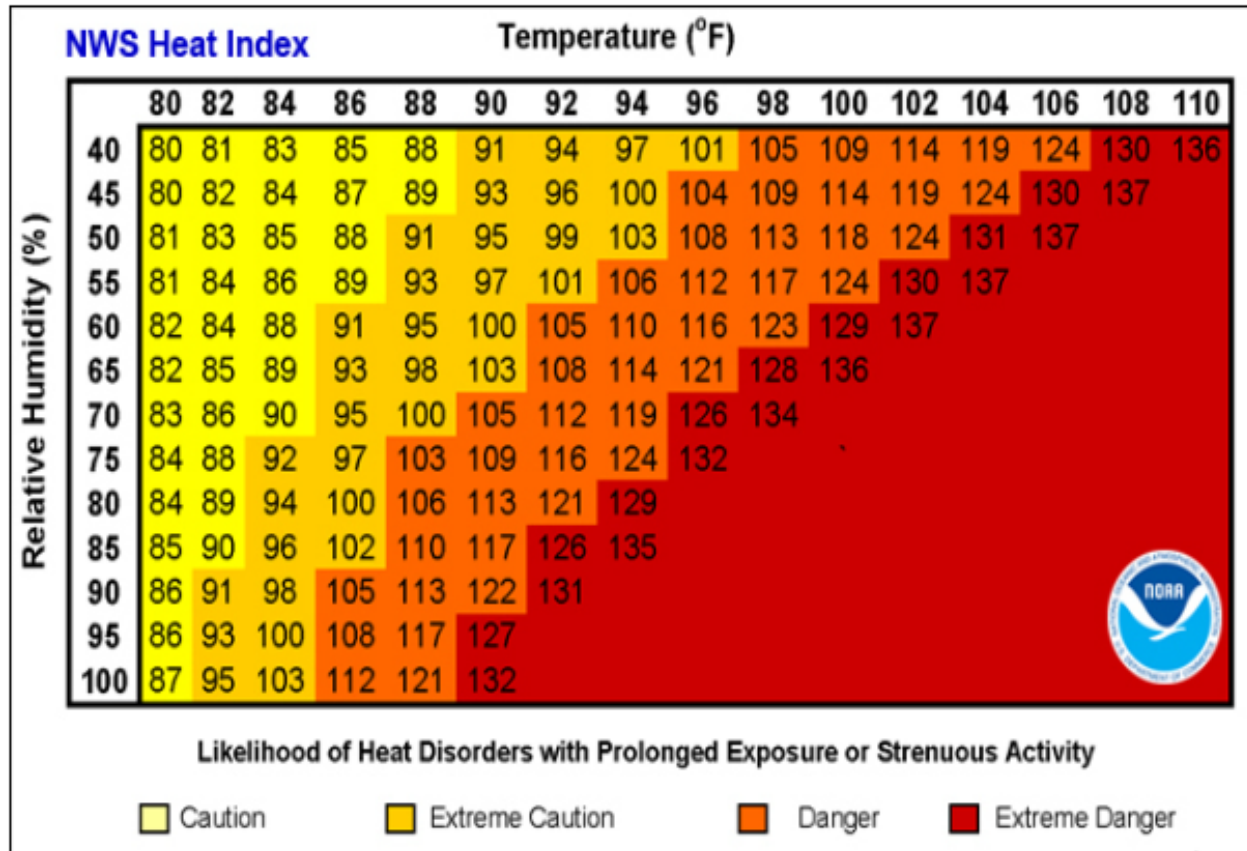 NWS Heat Index Temperature (°F)
80 82 84 86 88 90 92 94 96 98 100 102 104 106 108 110
Relative Humidity (%)
40 80 81 83 85 88 91 94 97 101 105 109 114 119 124 130 136
45 80 82 84 87 89 93 96 100 104 109 114 119 124 130 137
50 81 83 85 88 91 95 99 103 108 113 118 124 131 137
55 81 84 86 89 93 97 101 106 112 117 124 130 137
60 82 84 88 91 95 100 105 110 116 123 129 137
65 82 85 89 93 98 103 108 114 121 128 136
70 83 86 90 95 100 105 112 119 126 134
75 84 88 92 97 103 109 116 124 132
80 84 89 94 100 106 113 121 129
85 85 90 96 102 110 117 126 135
90 86 91 98 105 113 122 131
95 86 93 100 108 117 127
100 87 95 103 112 121 132
NOAA
Likelihood of Heat Disorders with Prolonged Exposure or Strenuous Activity
Caution Extreme Caution Danger Extreme Danger